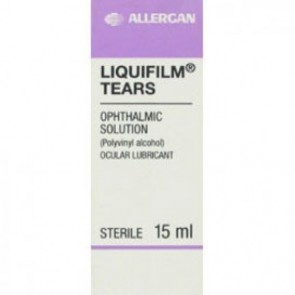 ALLERGAN
LIQUIFILM®
TEARS
OPHTHALMIC
SOLUTION
(Polyvinyl alcohol)
OCULAR LUBRICANT
STERILE 15 ml